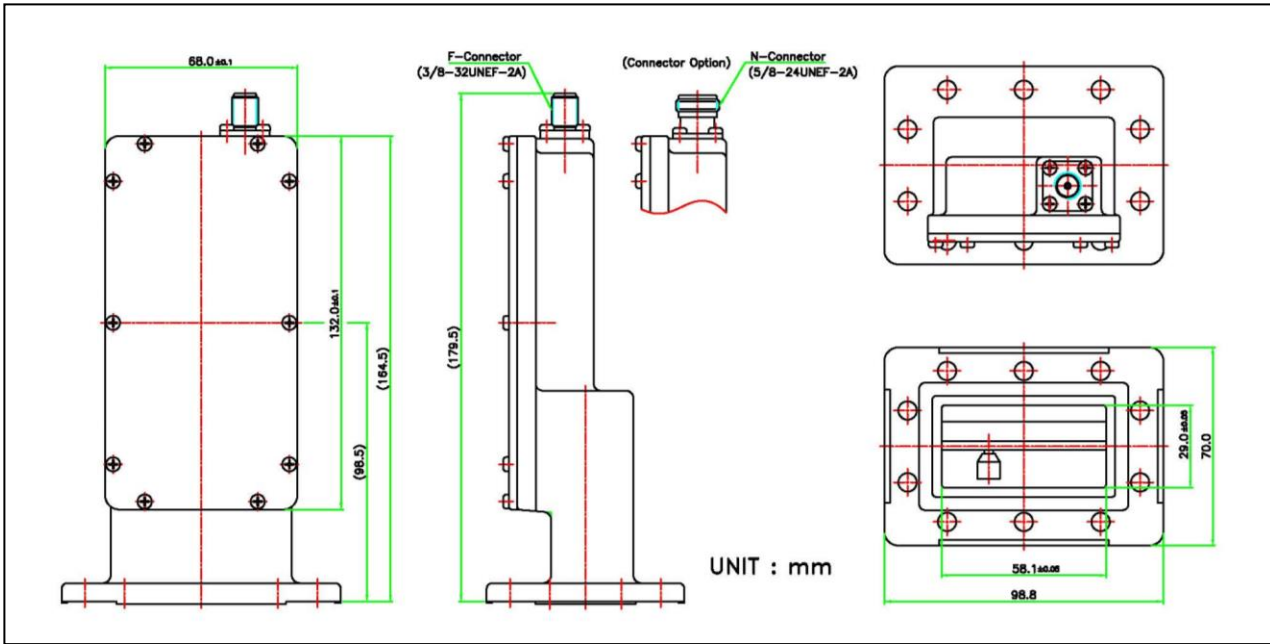 68.0±0.1
F-Connector
(3/8-32UNEF-2A)
(Connector Option)
N-Connector
(5/8-24UNEF-2A)
132.0±0.1
(164.5)
(98.5)
(179.5)
29.0±0.05
70.0
58.1±0.05
98.8
UNIT : mm